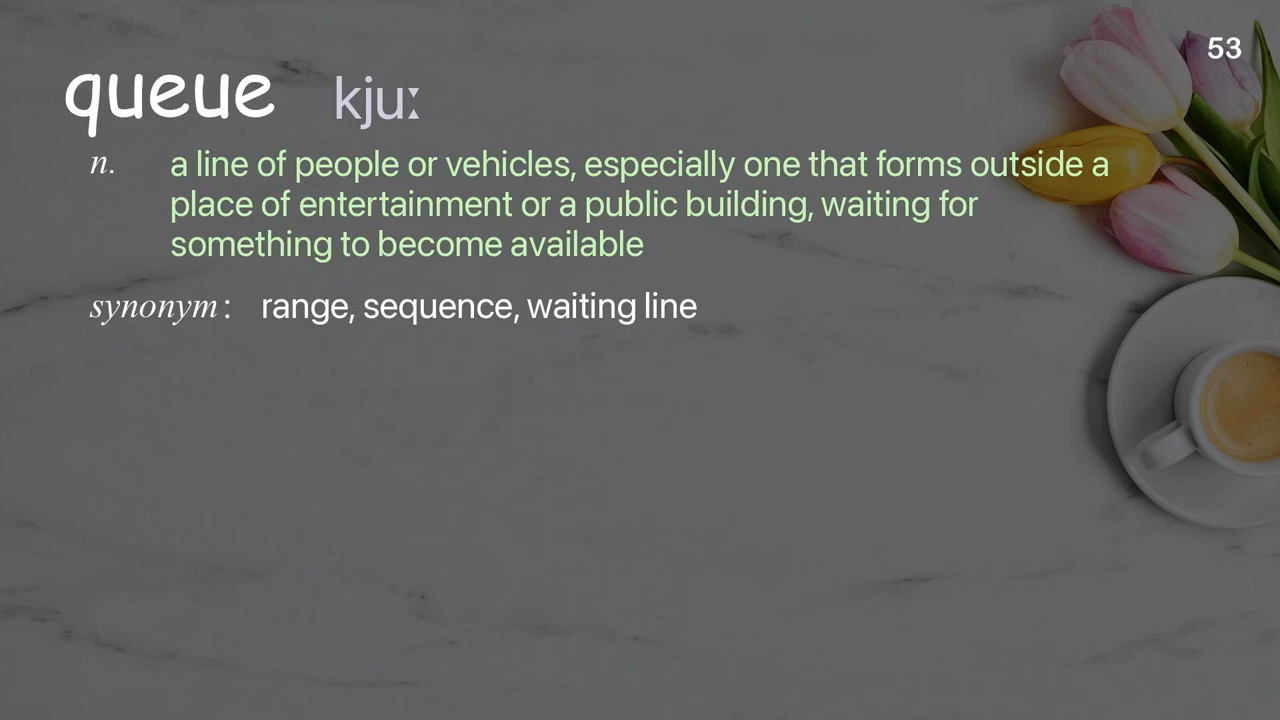 53
queue kjuː
n. a line of people or vehicles, especially one that forms outside a
place of entertainment or a public building, waiting for
something to become available
synonym: range, sequence, waiting line